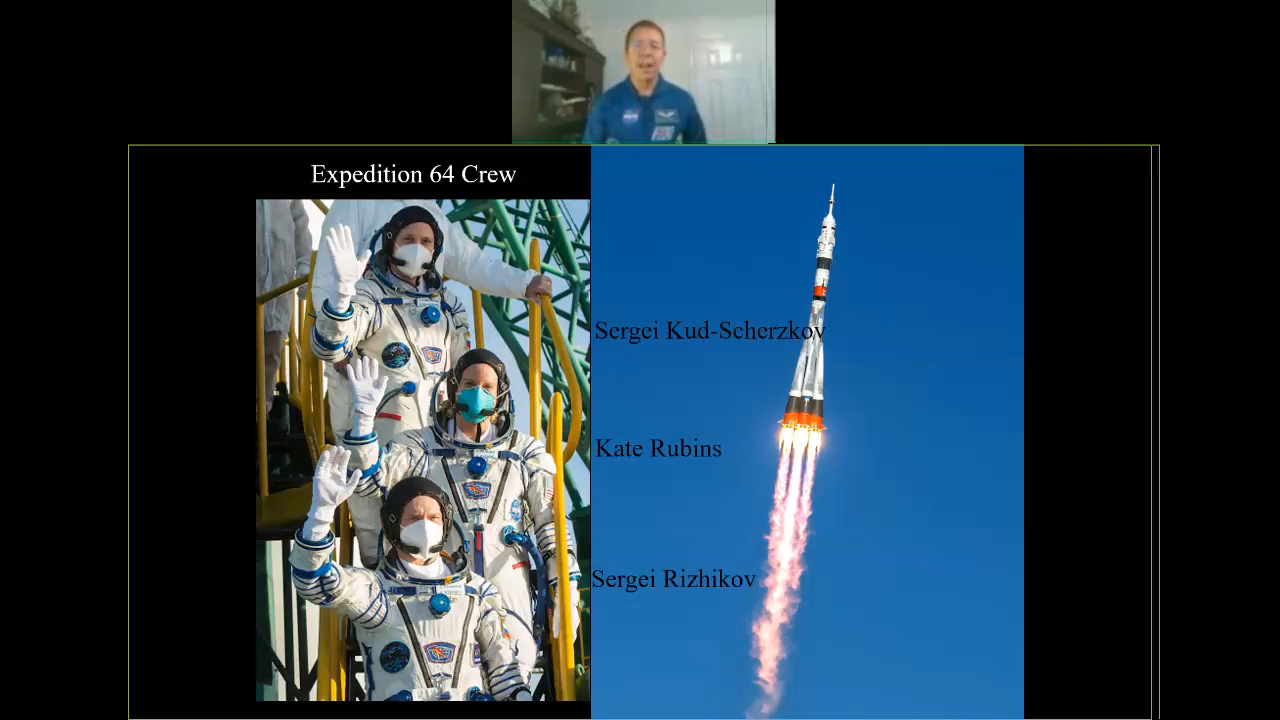 Expedition 64 Crew
Sergei Kud-Scherzkov
Kate Rubins
Sergei Rizhikov